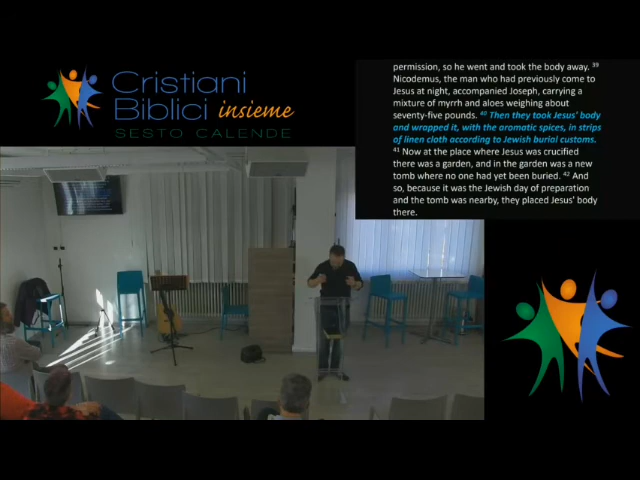 Cristiani
Biblici insieme
SESTO CALENDE
permission, so he went and took the body away. 39
Nicodemus, the man who had previously come to
Jesus at night, accompanied Joseph, carrying a
mixture of myrrh and aloes weighing about
seventy-five pounds. 40 Then they took Jesus' body
and wrapped it, with the aromatic spices, in strips
of linen cloth according to Jewish burial customs.
41 Now at the place where Jesus was crucified
there was a garden, and in the garden was a new
tomb where no one had yet been buried. 42 And
so, because it was the Jewish day of preparation
and the tomb was nearby, they placed Jesus' body
there.